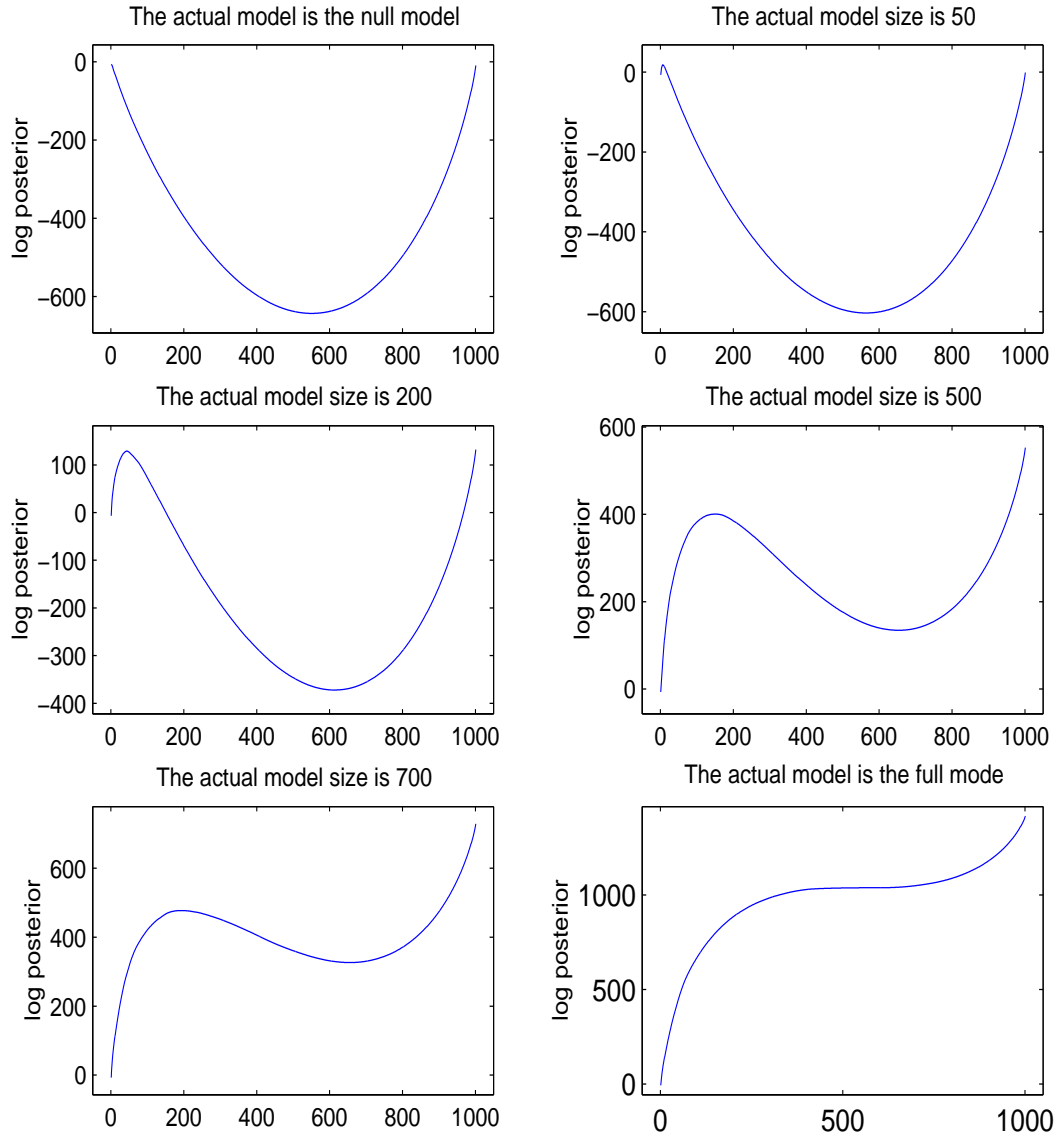 The actual model is the null model
log posterior
0
−200
−400
−600
0 200 400 600 800 1000
The actual model size is 50
log posterior
0
−200
−400
−600
0 200 400 600 800 1000
The actual model size is 200
log posterior
100
0
−100
−200
−300
−400
0 200 400 600 800 1000
The actual model size is 500
log posterior
600
400
200
0
0 200 400 600 800 1000
The actual model size is 700
log posterior
600
400
200
0
0 200 400 600 800 1000
The actual model is the full mode
log posterior
1000
500
0
0 500 1000